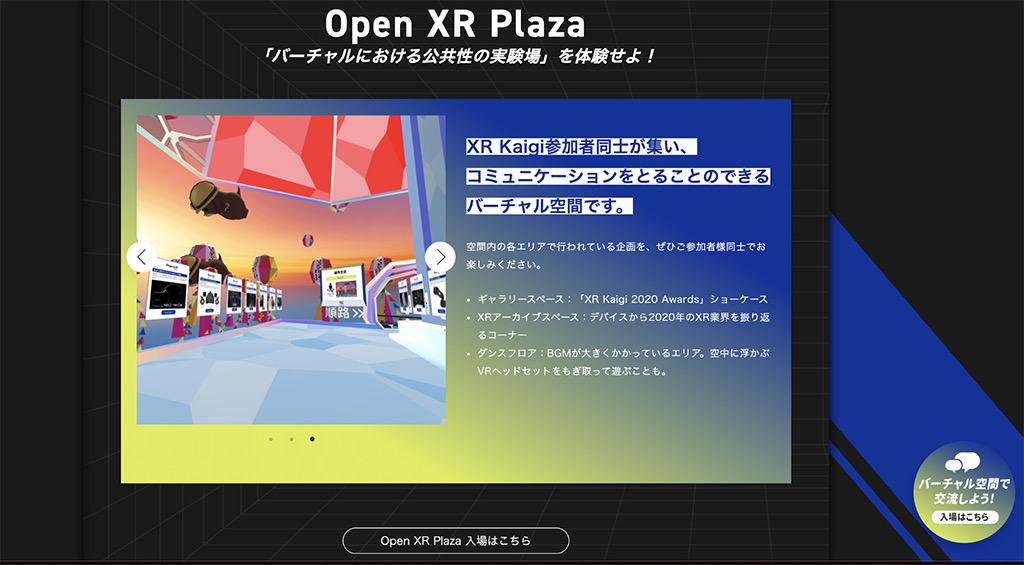 Open XR Plaza
「バーチャルにおける公共性の実験場」を体験せよ！
XR Kaigi参加者同士が集い、
コミュニケーションをとることのできる
バーチャル空間です。
空間内の各エリアで行われている企画を、ぜひご参加者様同士でお
楽しみください。
• ギャラリースペース：「XR Kaigi 2020 Awards」ショーケース
• XRアーカイブスペース：デバイスから2020年のXR業界を振り返
るコーナー
• ダンスフロア：BGMが大きくかかっているエリア。空中に浮かぶ
VRヘッドセットをもぎ取って遊ぶことも。
順路 >>
バーチャル空間で
交流しよう!
入場はこちら
Open XR Plaza 入場はこちら